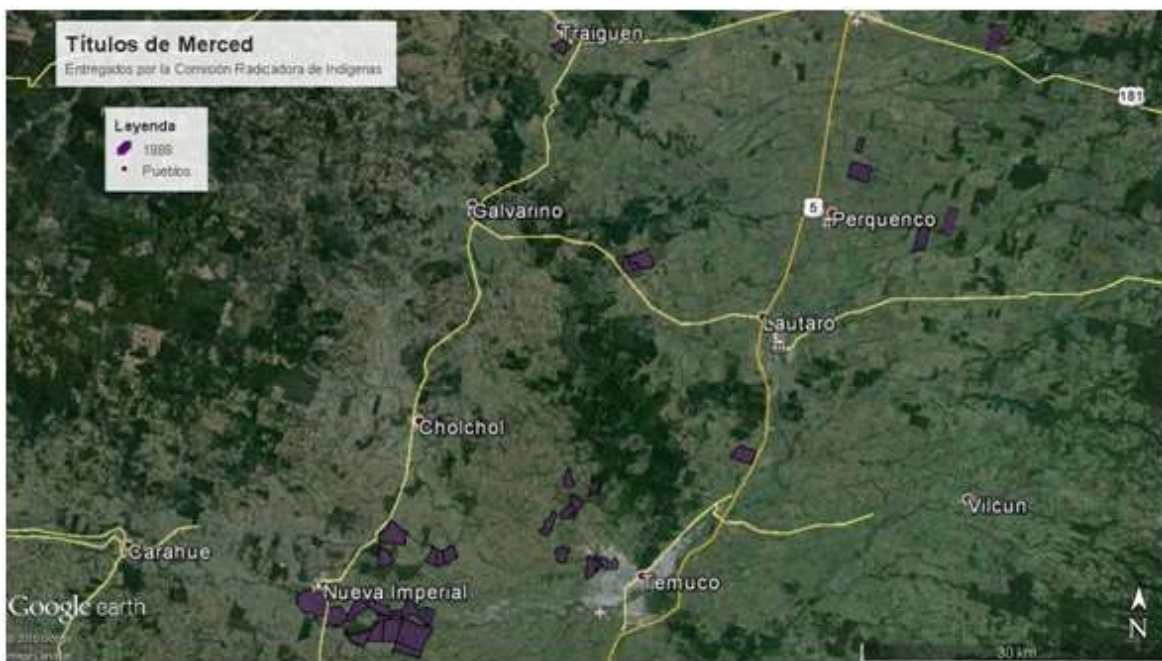 Títulos de Merced
Entregados por la Comisión Radicadora de Indígenas
Leyenda
Pueblos
Traiguen
181
Galvarino
5
Perquenco
Lautaro
Cholchol
Vilcun
Carahue
Temuco
Nueva Imperial
Google earth
N
30 km